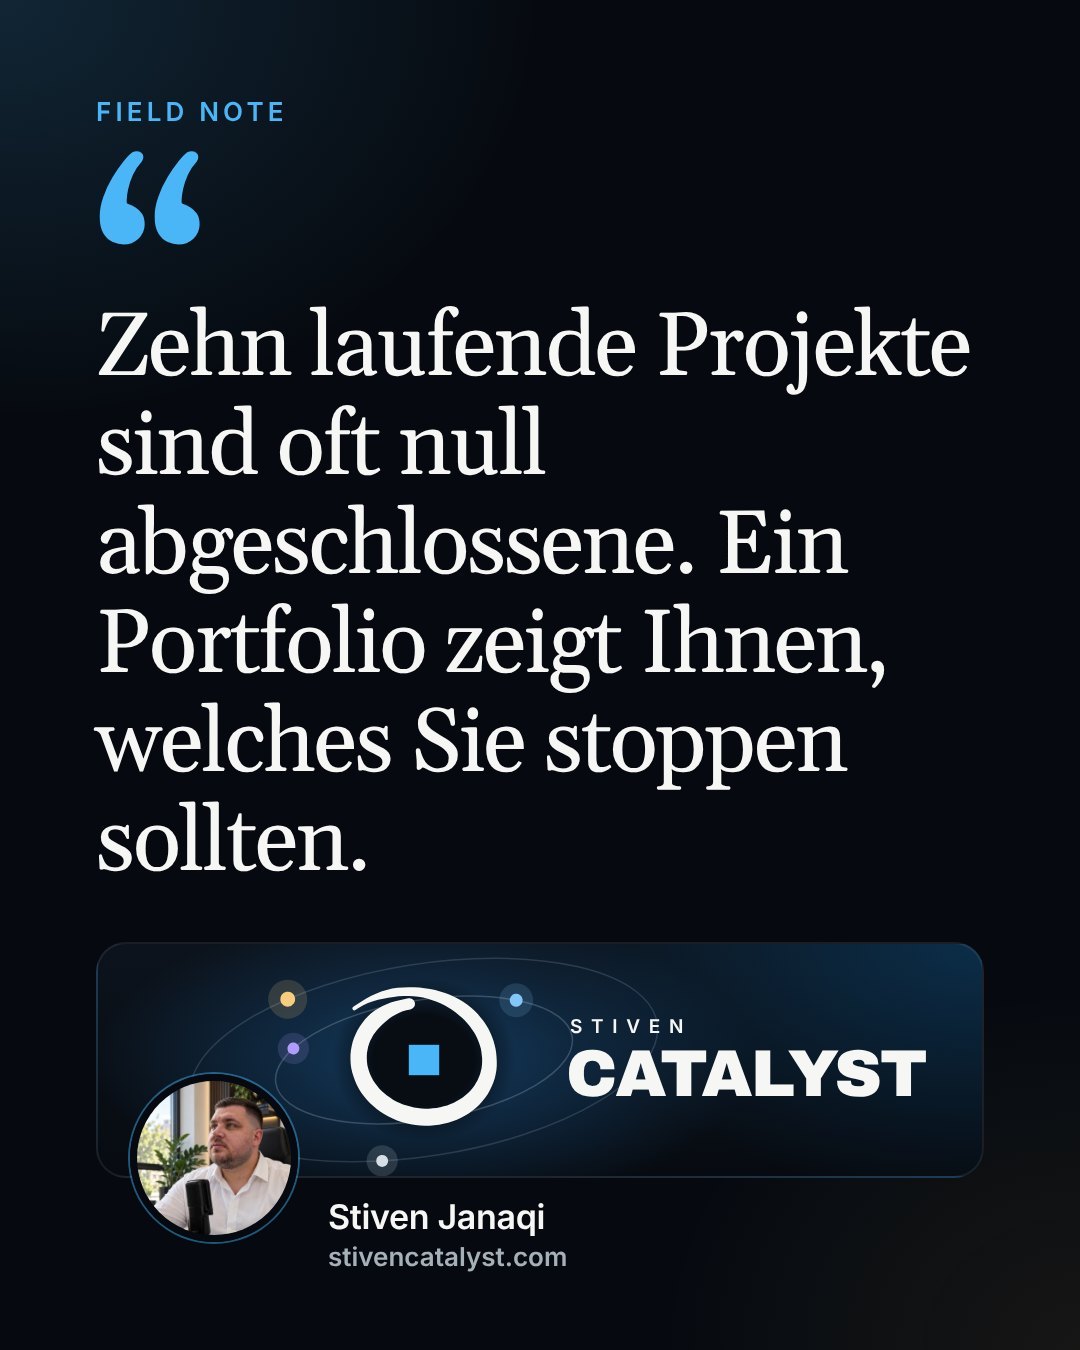 FIELD NOTE
“
Zehn laufende Projekte
sind oft null
abgeschlossene. Ein
Portfolio zeigt Ihnen,
welches Sie stoppen
sollten.
STIVEN
CATALYST
Stiven Janaqi
stivencatalyst.com